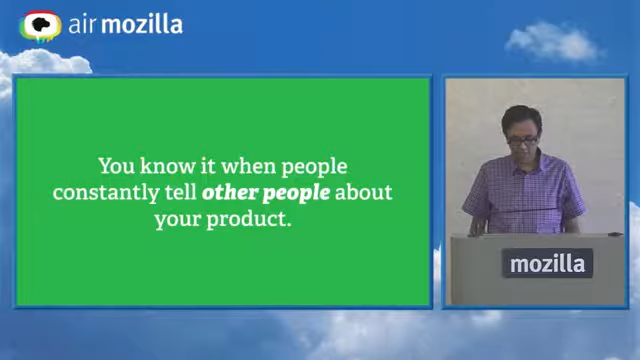 air mozilla
You know it when people
constantly tell other people about
your product.
mozilla